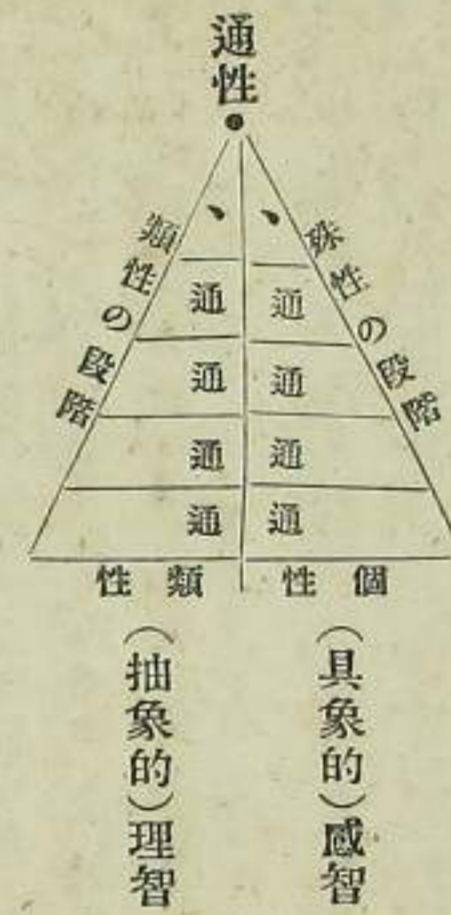 通性
殊性の段階
類性の段階
、
通
通
通
通
、
通
通
通
通
個性
類性
（具象的）感智
（抽象的）理智